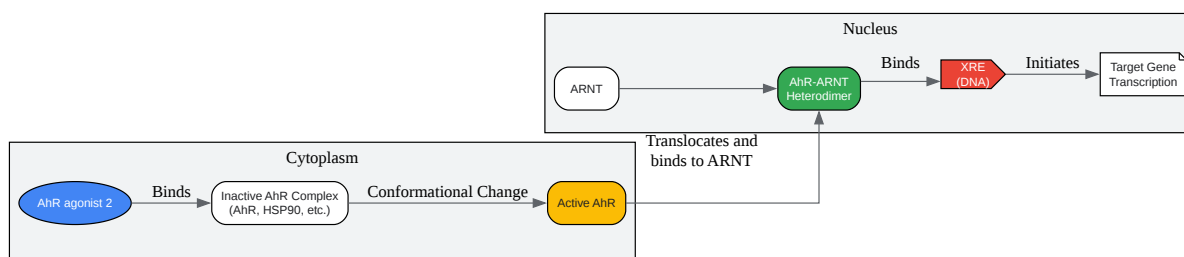 Nucleus
ARNT
AhR-ARNT
Heterodimer
Binds
XRE
(DNA)
Initiates
Target Gene
Transcription
Translocates and
binds to ARNT
Cytoplasm
AhR agonist 2
Binds
Inactive AhR Complex
(AhR, HSP90, etc.)
Conformational Change
Active AhR